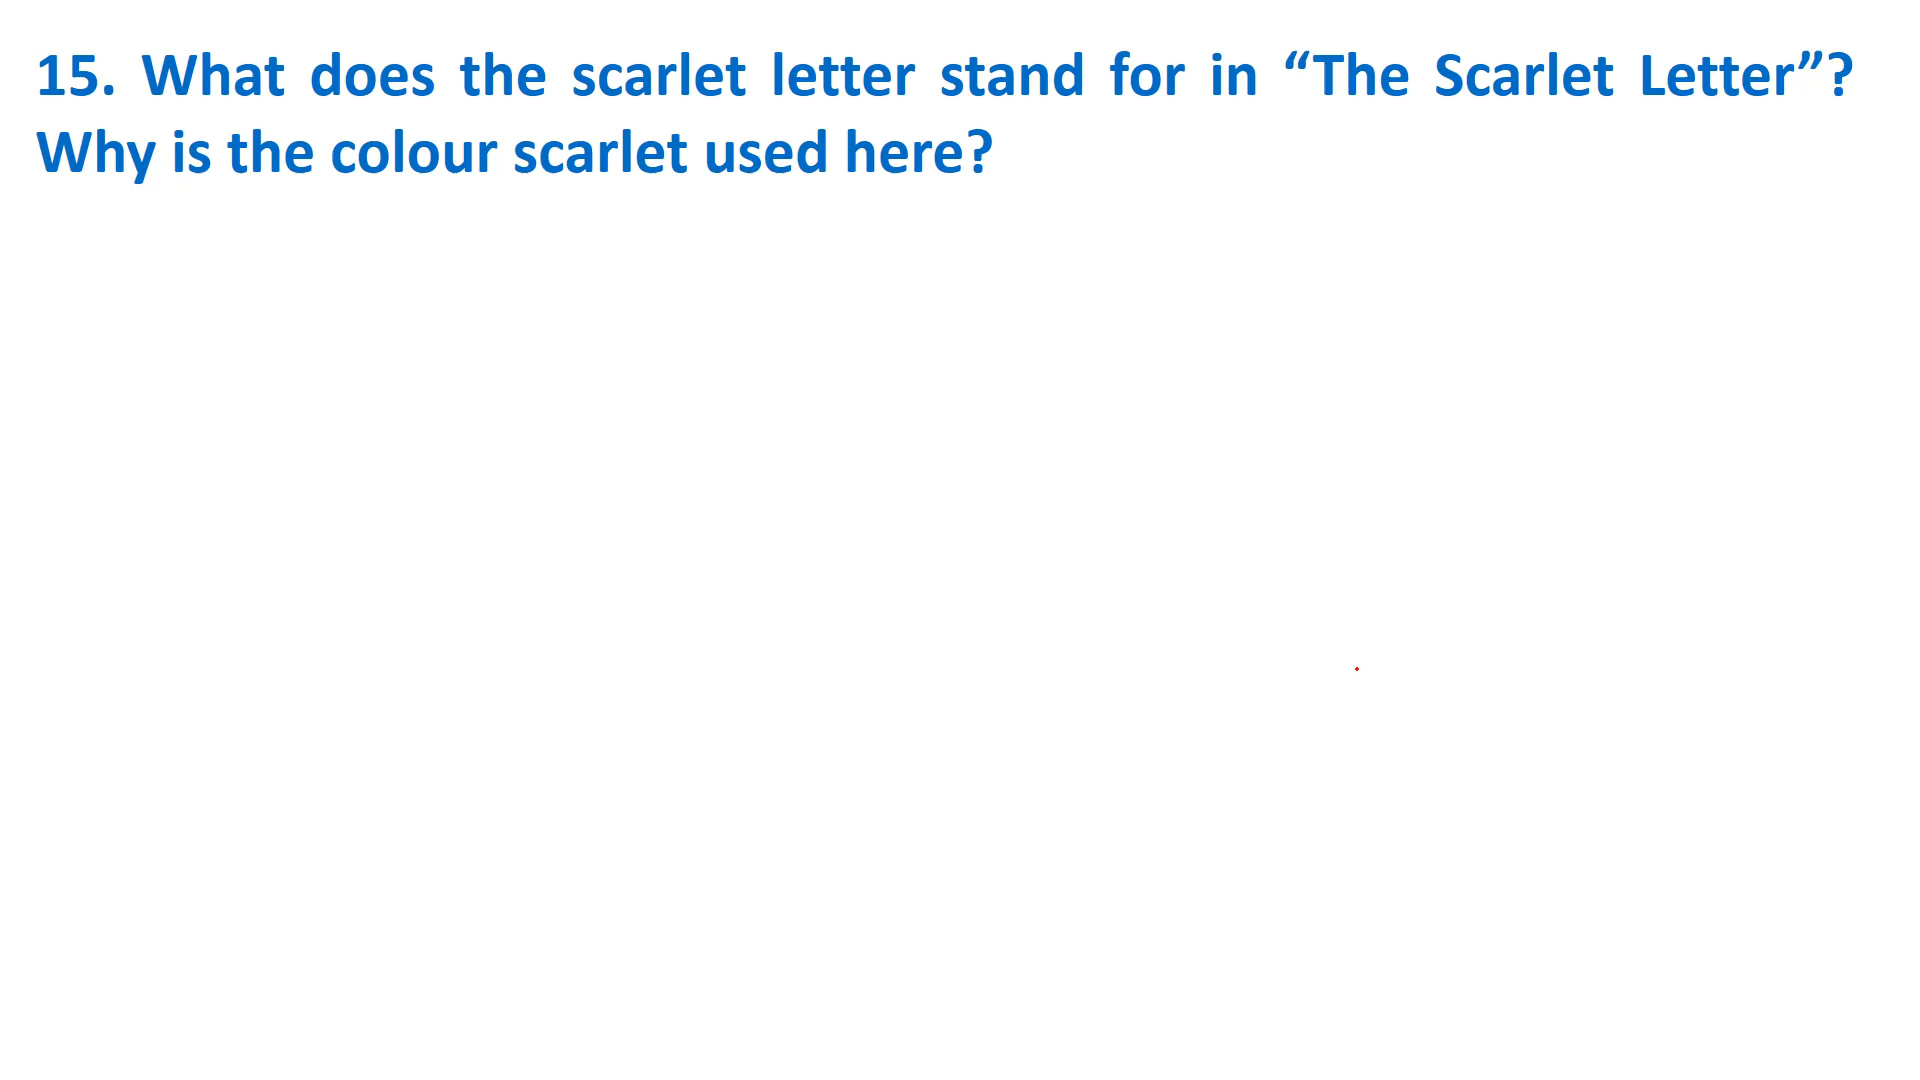 15. What does the scarlet letter stand for in “The Scarlet Letter”?
Why is the colour scarlet used here?